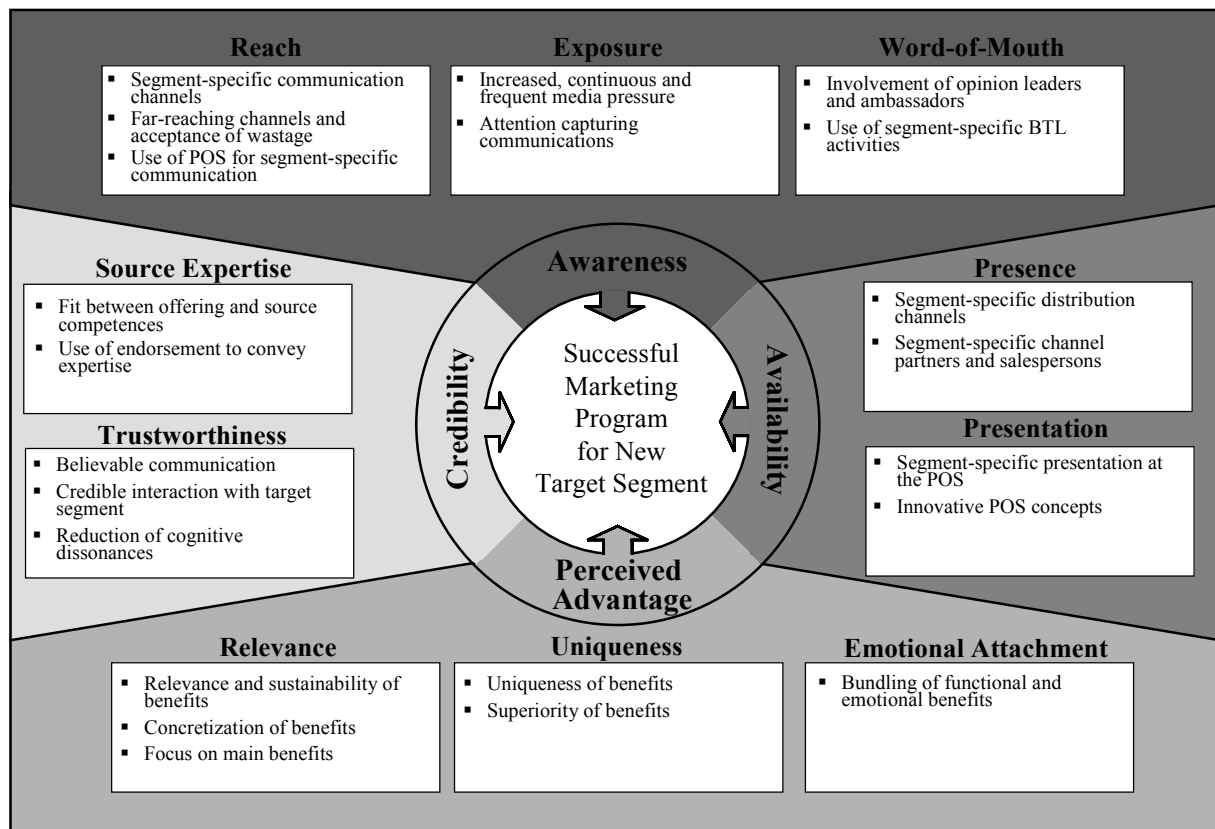 Reach
▪ Segment-specific communication
channels
▪ Far-reaching channels and
acceptance of wastage
▪ Use of POS for segment-specific
communication
Exposure
▪ Increased, continuous and
frequent media pressure
▪ Attention capturing
communications
Word-of-Mouth
▪ Involvement of opinion leaders
and ambassadors
▪ Use of segment-specific BTL
activities
Source Expertise
▪ Fit between offering and source
competences
▪ Use of endorsement to convey
expertise
Trustworthiness
▪ Believable communication
▪ Credible interaction with target
segment
▪ Reduction of cognitive
dissonances
Awareness
Credibility
Successful
Marketing
Program
for New
Target Segment
Availability
Perceived
Advantage
Presence
▪ Segment-specific distribution
channels
▪ Segment-specific channel
partners and salespersons
Presentation
▪ Segment-specific presentation at
the POS
▪ Innovative POS concepts
Relevance
▪ Relevance and sustainability of
benefits
▪ Concretization of benefits
▪ Focus on main benefits
Uniqueness
▪ Uniqueness of benefits
▪ Superiority of benefits
Emotional Attachment
▪ Bundling of functional and
emotional benefits